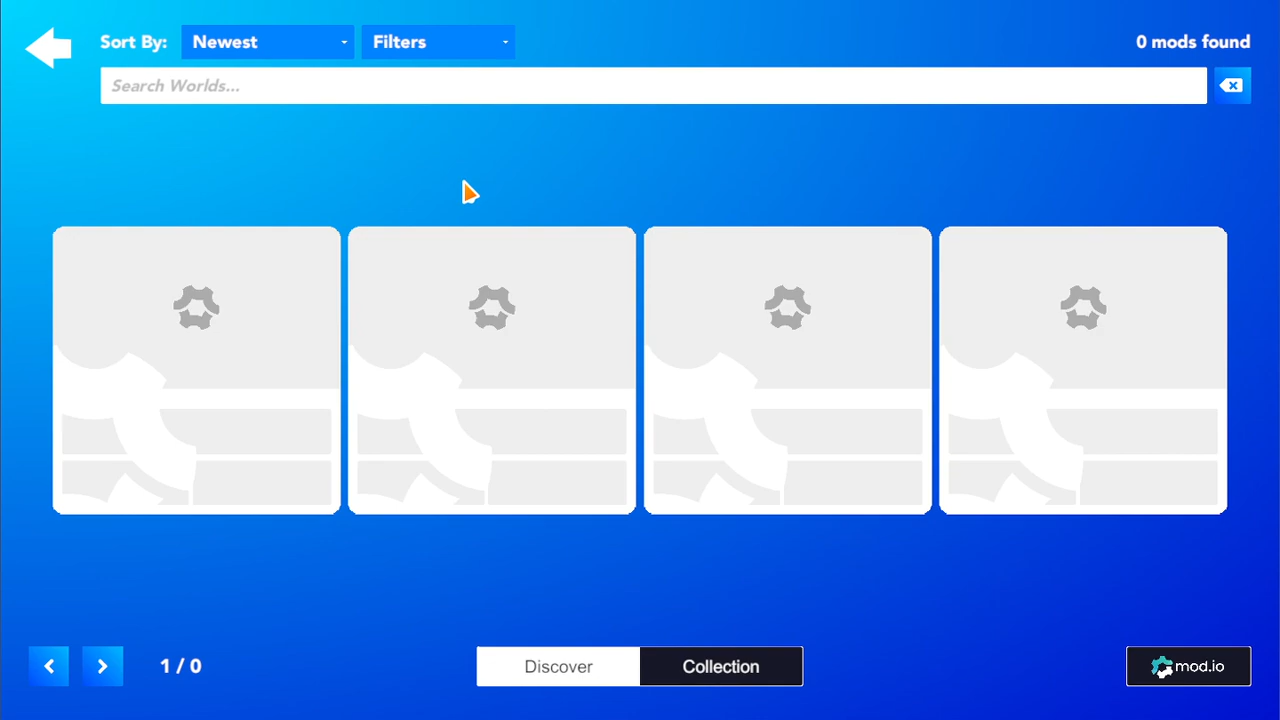 Sort By: Newest Filters 0 mods found
Search Worlds...
1 / 0 Discover Collection mod.io